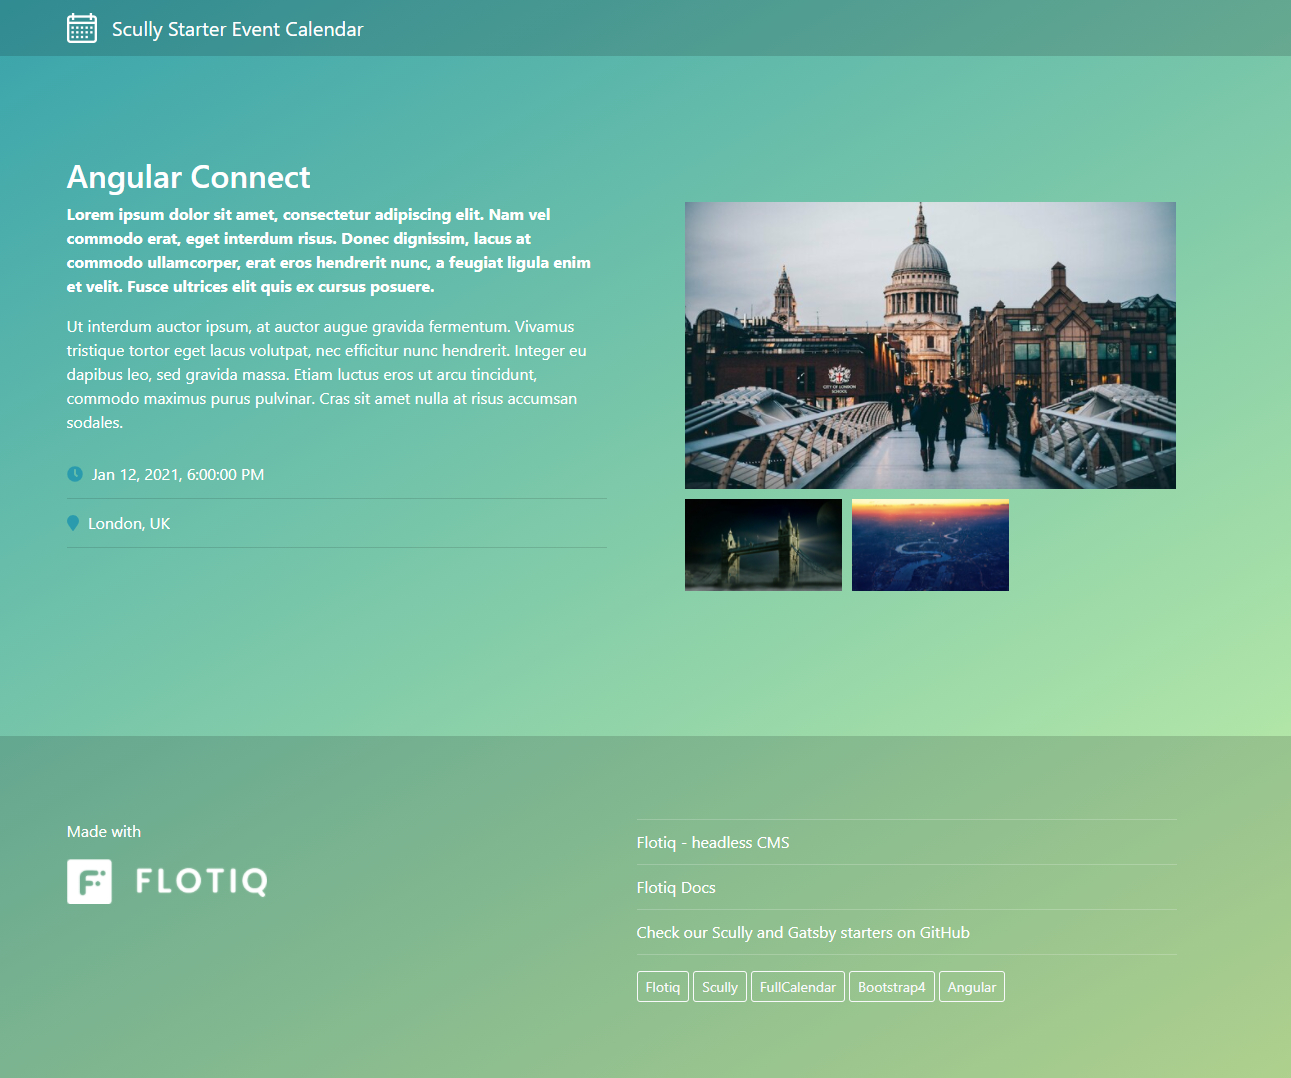 Scully Starter Event Calendar
Angular Connect
Lorem ipsum dolor sit amet, consectetur adipiscing elit. Nam vel
commodo erat, eget interdum risus. Donec dignissim, lacus at
commodo ullamcorper, erat eros hendrerit nunc, a feugiat ligula enim
et velit. Fusce ultrices elit quis ex cursus posuere.
Ut interdum auctor ipsum, at auctor augue gravida fermentum. Vivamus
tristique tortor eget lacus volutpat, nec efficitur nunc hendrerit. Integer eu
dapibus leo, sed gravida massa. Etiam luctus eros ut arcu tincidunt,
commodo maximus purus pulvinar. Cras sit amet nulla at risus accumsan
sodales.
Jan 12, 2021, 6:00:00 PM
London, UK
CITY OF LONDON
SCHOOL
Made with
FLOTIQ
Flotiq - headless CMS
Flotiq Docs
Check our Scully and Gatsby starters on GitHub
Flotiq Scully FullCalendar Bootstrap4 Angular